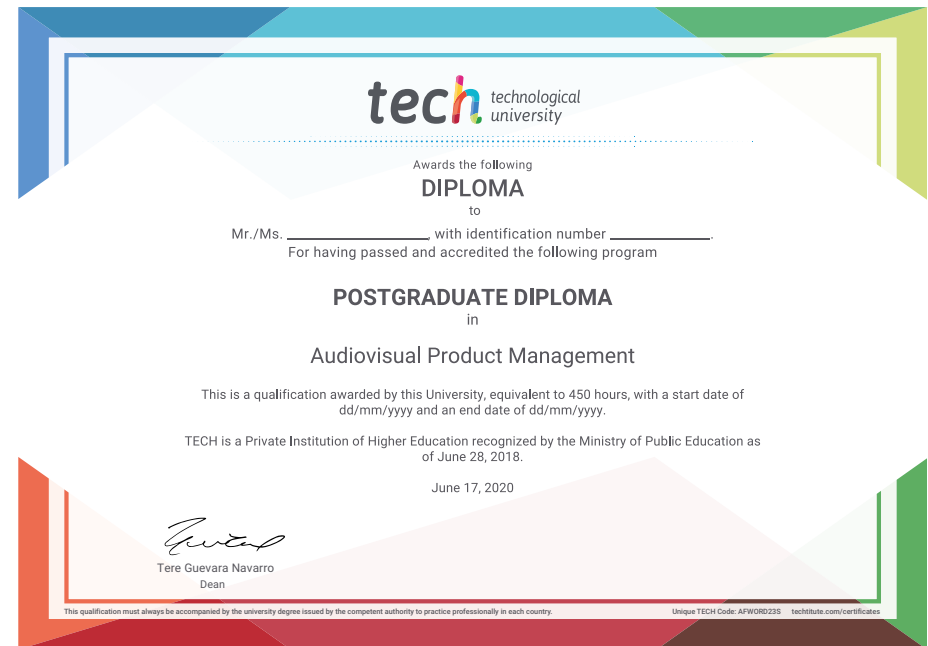 tech technological
university
Awards the following
DIPLOMA
to
Mr./Ms. ____________________, with identification number ______________.
For having passed and accredited the following program
POSTGRADUATE DIPLOMA
in
Audiovisual Product Management
This is a qualification awarded by this University, equivalent to 450 hours, with a start date of
dd/mm/yyyy and an end date of dd/mm/yyyy.
TECH is a Private Institution of Higher Education recognized by the Ministry of Public Education as
of June 28, 2018.
June 17, 2020
Tere Guevara Navarro
Dean
This qualification must always be accompanied by the university degree issued by the competent authority to practice professionally in each country.
Unique TECH Code: AFWORD23S techtitute.com/certificates